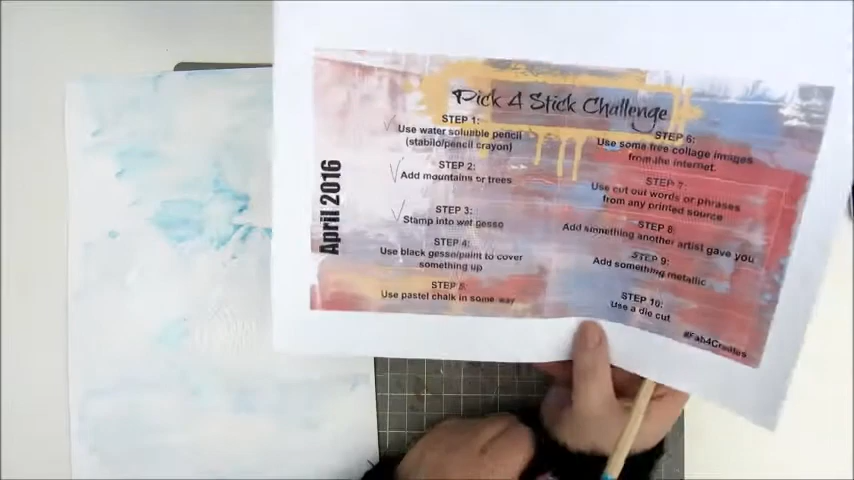 Pick 4 Stick Challenge
April 2016
STEP 1:
Use water soluble pencil
(stabilo/pencil crayon)
STEP 2:
Add mountains or trees
STEP 3:
Stamp into wet gesso
STEP 4:
Use black gesso/paint to cover
something up
STEP 5:
Use pastel chalk in some way
STEP 6:
Use some free collage images
from the internet.
STEP 7:
Use cut out words or phrases
from any printed source
STEP 8:
Add something another artist gave you
STEP 9:
Add something metallic
STEP 10:
Use a die cut
#Fab4Creates